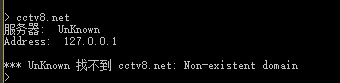 > cctv8.net
服务器:  UnKnown
Address:  127.0.0.1
*** UnKnown 找不到 cctv8.net: Non-existent domain
>